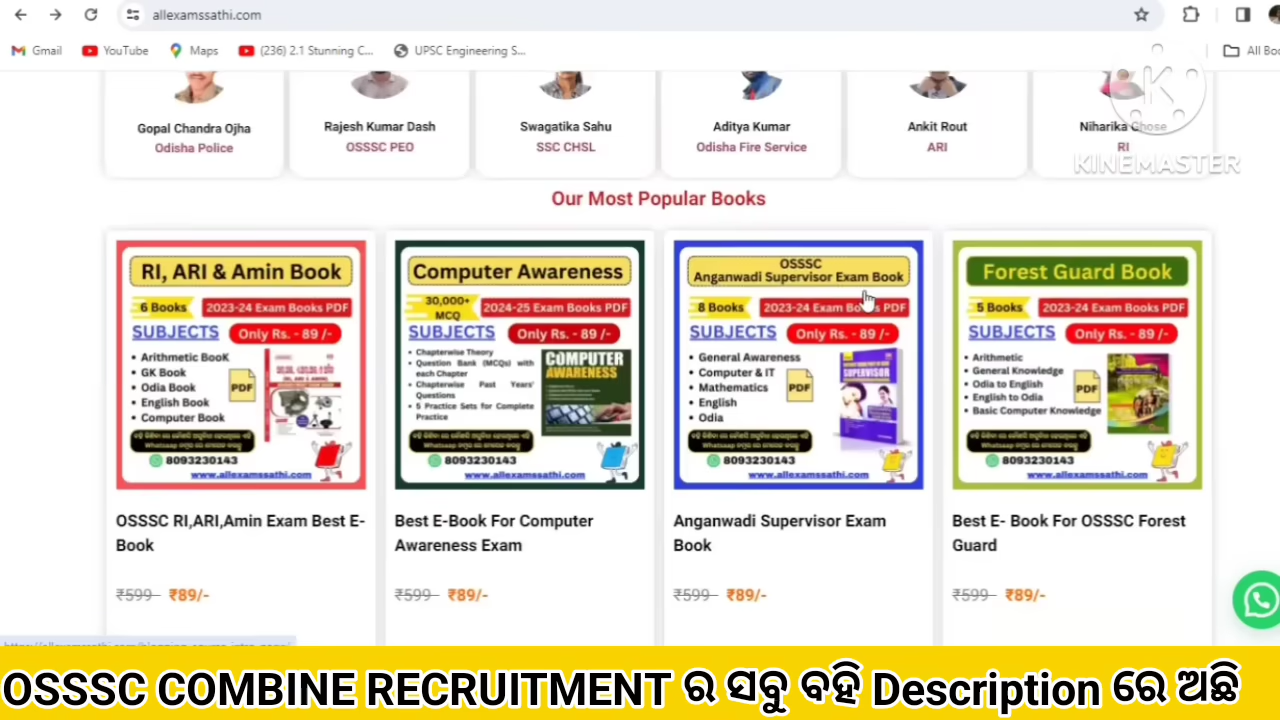 allexamssathi.com
Gmail
YouTube
Maps
(236) 2.1 Stunning C...
UPSC Engineering S...
All Boo
Gopal Chandra Ojha
Odisha Police
Rajesh Kumar Dash
OSSSC PEO
Swagatika Sahu
SSC CHSL
Aditya Kumar
Odisha Fire Service
Ankit Rout
ARI
Niharika Ghose
RI
KINEMASTER
Our Most Popular Books
RI, ARI & Amin Book
6 Books
2023-24 Exam Books PDF
SUBJECTS
Only Rs. - 89 /-
• Arithmetic BooK
• GK Book
• Odia Book
• English Book
• Computer Book
PDF
8093230143
www.allexamssathi.com
OSSSC RI,ARI,Amin Exam Best E-
Book
₹599 ₹89/-
Computer Awareness
30,000+
MCQ
2024-25 Exam Books PDF
SUBJECTS
Only Rs. - 89 /-
• Chapterwise Theory
• Question Bank (MCQs) with
each Chapter
• Chapterwise Past Years'
Questions
• 5 Practice Sets for Complete
Practice
COMPUTER
AWARENESS
8093230143
www.allexamssathi.com
Best E-Book For Computer
Awareness Exam
₹599 ₹89/-
OSSSC
Anganwadi Supervisor Exam Book
8 Books
2023-24 Exam Books PDF
SUBJECTS
Only Rs. - 89 /-
• General Awareness
• Computer & IT
• Mathematics
• English
• Odia
PDF
SUPERVISOR
8093230143
www.allexamssathi.com
Anganwadi Supervisor Exam
Book
₹599 ₹89/-
Forest Guard Book
5 Books
2023-24 Exam Books PDF
SUBJECTS
Only Rs. - 89 /-
• Arithmetic
• General Knowledge
• Odia to English
• English to Odia
• Basic Computer Knowledge
PDF
8093230143
www.allexamssathi.com
Best E- Book For OSSSC Forest
Guard
₹599 ₹89/-
OSSSC COMBINE RECRUITMENT ର ସବୁ ବହି Description ରେ ଅଛି